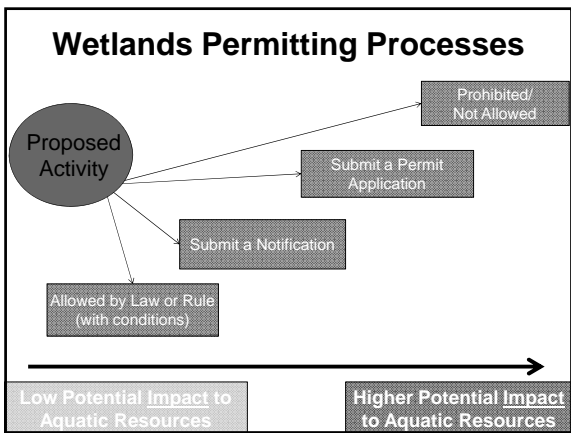 Wetlands Permitting Processes
Prohibited/
Not Allowed
Proposed
Activity
Submit a Permit
Application
Submit a Notification
Allowed by Law or Rule
(with conditions)
Low Potential Impact to
Aquatic Resources
Higher Potential Impact
to Aquatic Resources